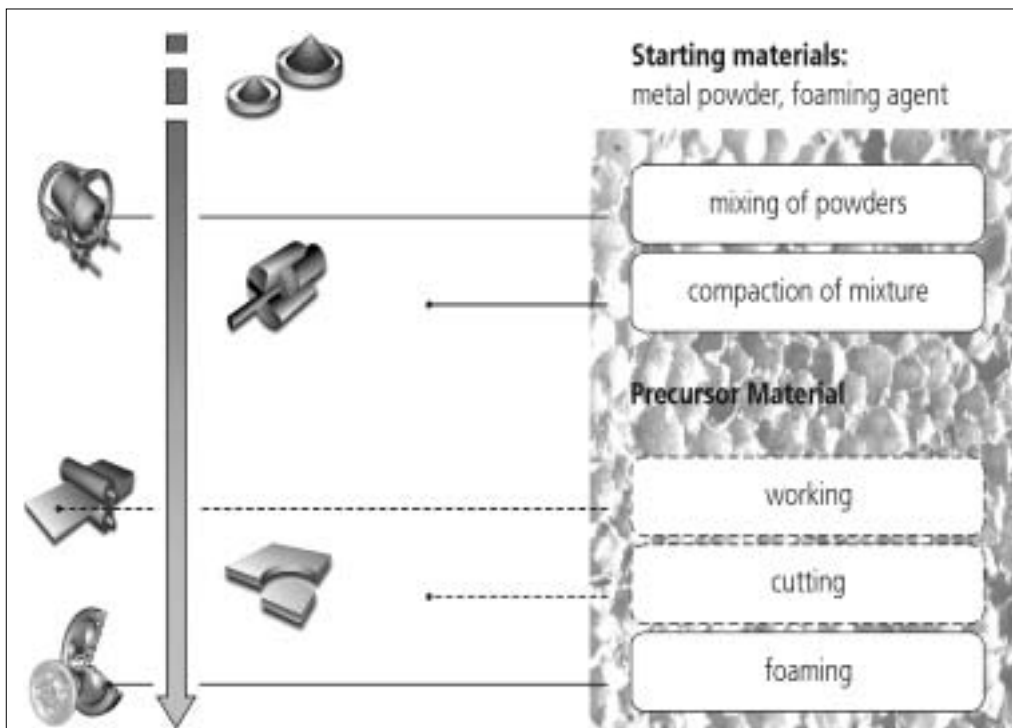 Starting materials:
metal powder, foaming agent
mixing of powders
compaction of mixture
Precursor Material
working
cutting
foaming